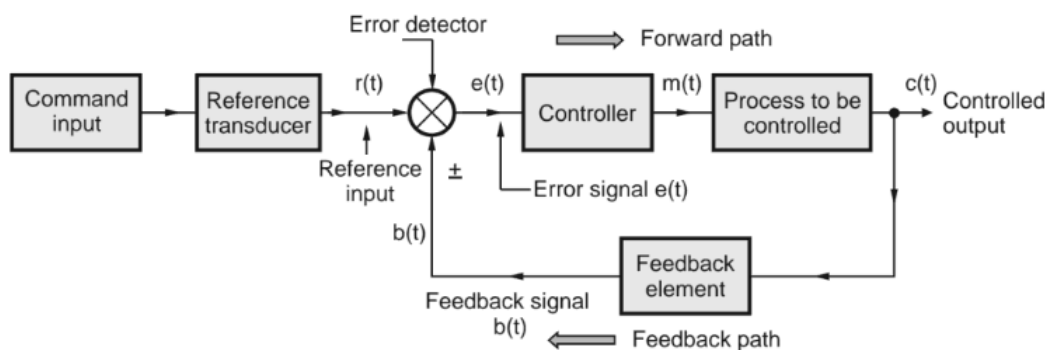 Error detector
Forward path
Command
input
Reference
transducer
r(t)
e(t)
Controller
m(t)
Process to be
controlled
c(t)
Controlled
output
Reference
input
±
Error signal e(t)
b(t)
Feedback
element
Feedback signal
b(t)
Feedback path